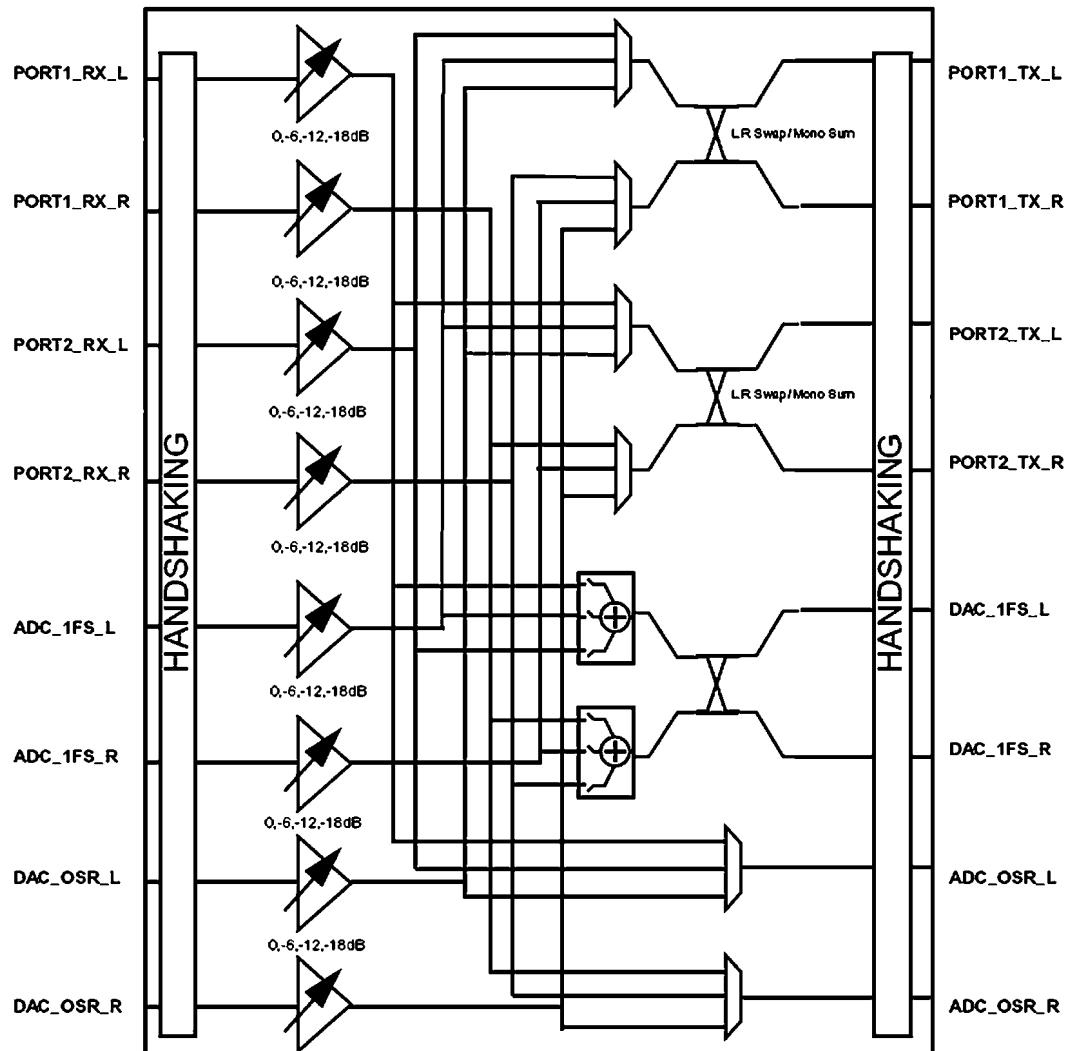 PORT1_RX_L
PORT1_RX_R
PORT2_RX_L
PORT2_RX_R
ADC_1FS_L
ADC_1FS_R
DAC_OSR_L
DAC_OSR_R
HANDSHAKING
0,-6,-12,-18dB
0,-6,-12,-18dB
0,-6,-12,-18dB
0,-6,-12,-18dB
0,-6,-12,-18dB
0,-6,-12,-18dB
0,-6,-12,-18dB
LR Swap/Mono Sum
LR Swap/Mono Sum
HANDSHAKING
PORT1_TX_L
PORT1_TX_R
PORT2_TX_L
PORT2_TX_R
DAC_1FS_L
DAC_1FS_R
ADC_OSR_L
ADC_OSR_R